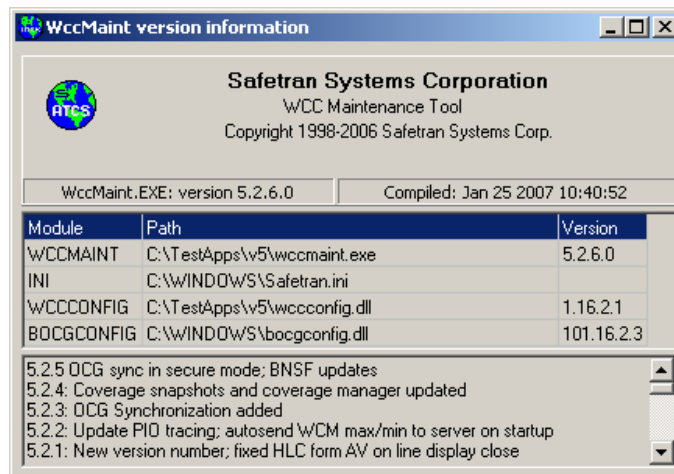 WccMaint version information
Safetran Systems Corporation
WCC Maintenance Tool
ATCS
Copyright 1998-2006 Safetran Systems Corp.
WccMaint.EXE: version 5.2.6.0 Compiled: Jan 25 2007 10:40:52
Module Path Version
WCCMAINT C:\TestApps\v5\wccmaint.exe 5.2.6.0
INI C:\WINDOWS\Safetran.ini
WCCCONFIG C:\TestApps\v5\wccconfig.dll 1.16.2.1
BOCGCONFIG C:\WINDOWS\bocgconfig.dll 101.16.2.3
5.2.5 OCG sync in secure mode; BNSF updates
5.2.4: Coverage snapshots and coverage manager updated
5.2.3: OCG Synchronization added
5.2.2: Update PIO tracing; autosend WCM max/min to server on startup
5.2.1: New version number; fixed HLC form AV on line display close